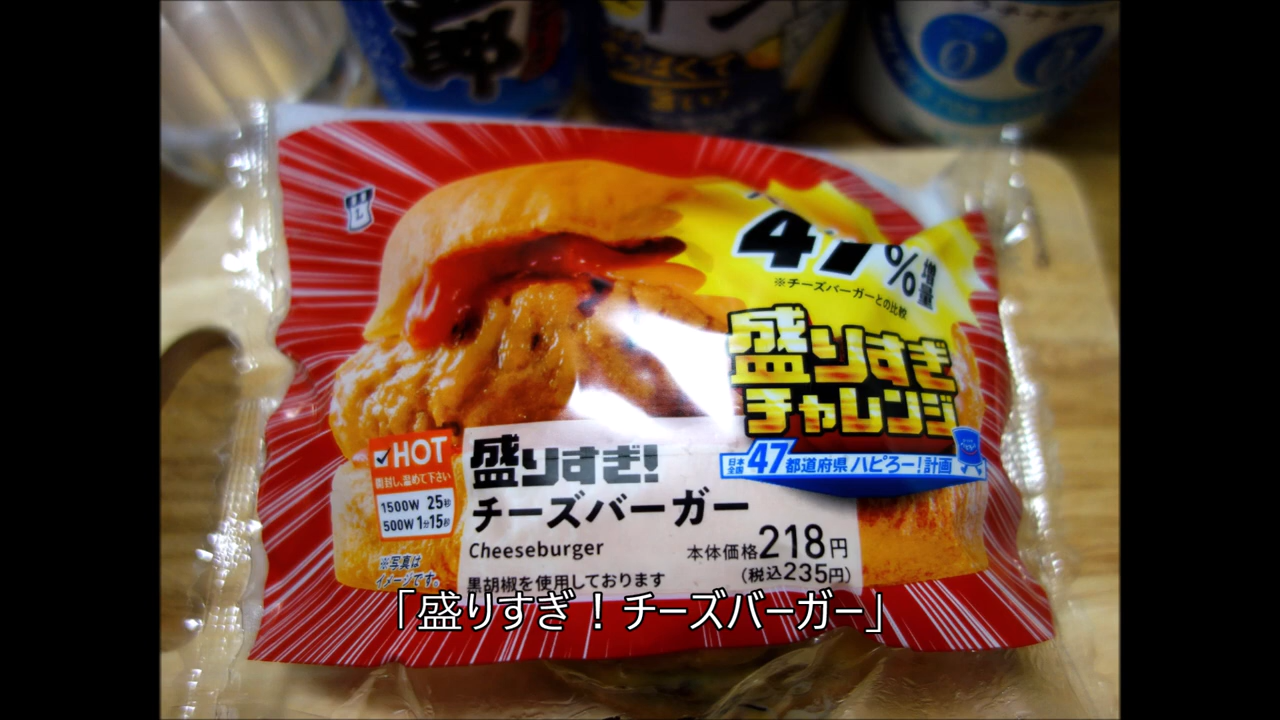 47%増量
※チーズバーガーとの比較
盛りすぎ
チャレンジ
日本全国47都道府県ハピろー!計画
L
HOT
開封し、温めて下さい
1500W 25秒
500W 1分15秒
※写真は
イメージです。
盛りすぎ!
チーズバーガー
Cheeseburger
本体価格218円
(税込235円)
黒胡椒を使用しております
「盛りすぎ！チーズバーガー」